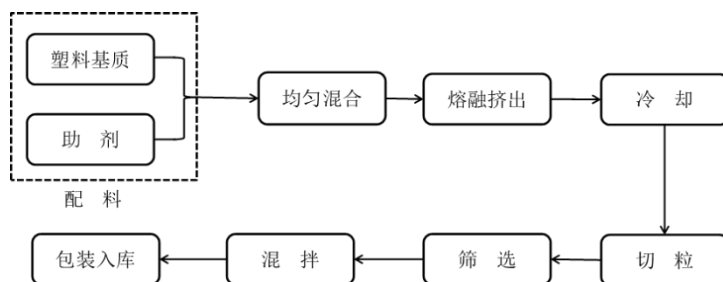 塑料基质
助 剂
配 料
均匀混合
熔融挤出
冷 却
切 粒
筛 选
混 拌
包装入库